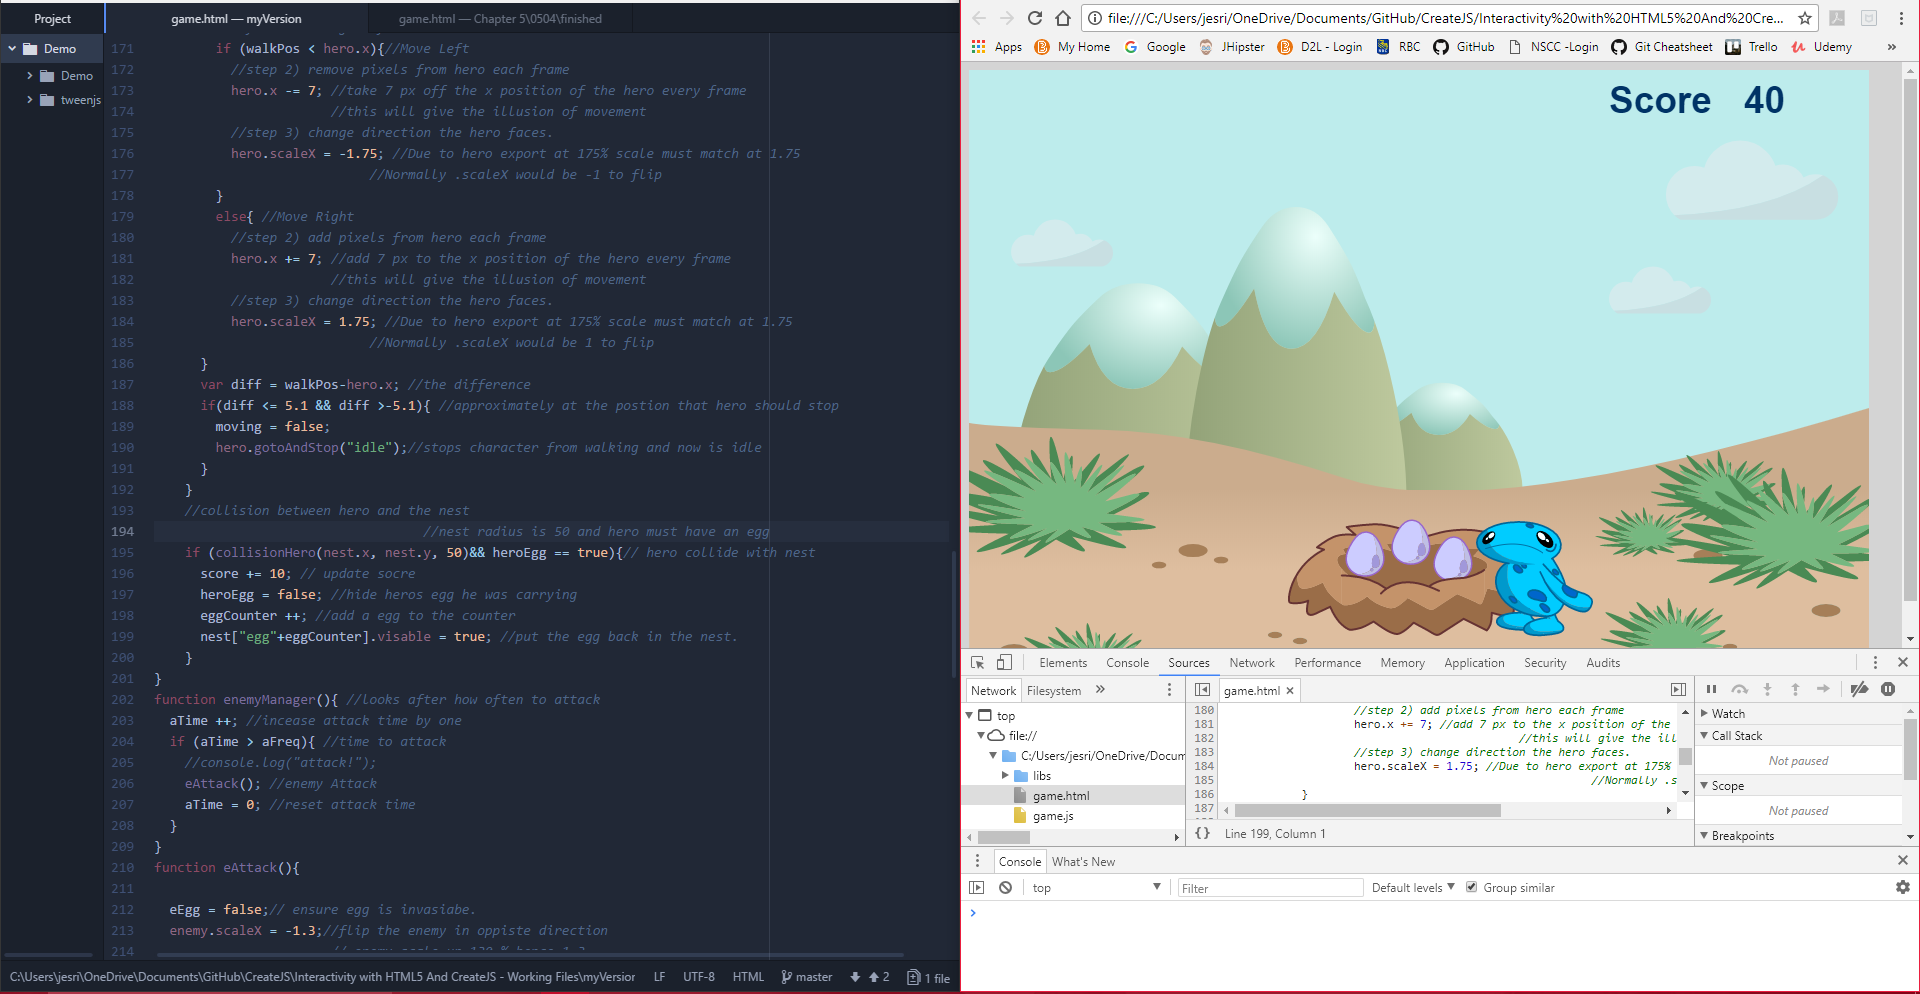 Project
game.html — myVersion
game.html — Chapter 5\0504\finished
Demo
Demo
tweenjs
171 if (walkPos < hero.x){//Move Left
172 //step 2) remove pixels from hero each frame
173 hero.x -= 7; //take 7 px off the x position of the hero every frame
174 //this will give the illusion of movement
175 //step 3) change direction the hero faces.
176 hero.scaleX = -1.75; //Due to hero export at 175% scale must match at 1.75
177 //Normally .scaleX would be -1 to flip
178 }
179 else{ //Move Right
180 //step 2) add pixels from hero each frame
181 hero.x += 7; //add 7 px to the x position of the hero every frame
182 //this will give the illusion of movement
183 //step 3) change direction the hero faces.
184 hero.scaleX = 1.75; //Due to hero export at 175% scale must match at 1.75
185 //Normally .scaleX would be 1 to flip
186 }
187 var diff = walkPos-hero.x; //the difference
188 if(diff <= 5.1 && diff >-5.1){ //approximately at the postion that hero should stop
189 moving = false;
190 hero.gotoAndStop("idle");//stops character from walking and now is idle
191 }
192 }
193 //collision between hero and the nest
194 //nest radius is 50 and hero must have an egg
195 if (collisionHero(nest.x, nest.y, 50)&& heroEgg == true){// hero collide with nest
196 score += 10; // update socre
197 heroEgg = false; //hide heros egg he was carrying
198 eggCounter ++; //add a egg to the counter
199 nest["egg"+eggCounter].visable = true; //put the egg back in the nest.
200 }
201 }
202 function enemyManager(){ //looks after how often to attack
203 aTime ++; //incease attack time by one
204 if (aTime > aFreq){ //time to attack
205 //console.log("attack!");
206 eAttack(); //enemy Attack
207 aTime = 0; //reset attack time
208 }
209 }
210 function eAttack(){
211
212 eEgg = false;// ensure egg is invasiabe.
213 enemy.scaleX = -1.3;//flip the enemy in oppiste direction
214
C:\Users\jesri\OneDrive\Documents\GitHub\CreateJS\Interactivity with HTML5 And CreateJS - Working Files\myVersior
LF UTF-8 HTML master 2 1 file
file:///C:/Users/jesri/OneDrive/Documents/GitHub/CreateJS/Interactivity%20with%20HTML5%20And%20Cre...
Apps My Home Google JHipster D2L - Login RBC GitHub NSCC -Login Git Cheatsheet Trello Udemy »
Score 40
Elements Console Sources Network Performance Memory Application Security Audits
Network Filesystem »
game.html ×
top
file://
C:/Users/jesri/OneDrive/Docum
libs
game.html
game.js
180 //step 2) add pixels from hero each frame
181 hero.x += 7; //add 7 px to the x position of the
182 //this will give the ill
183 //step 3) change direction the hero faces.
184 hero.scaleX = 1.75; //Due to hero export at 175%
185 //Normally .s
186 }
187
{} Line 199, Column 1
Watch
Call Stack
Not paused
Scope
Not paused
Breakpoints
Console What's New
top
Filter
Default levels
Group similar